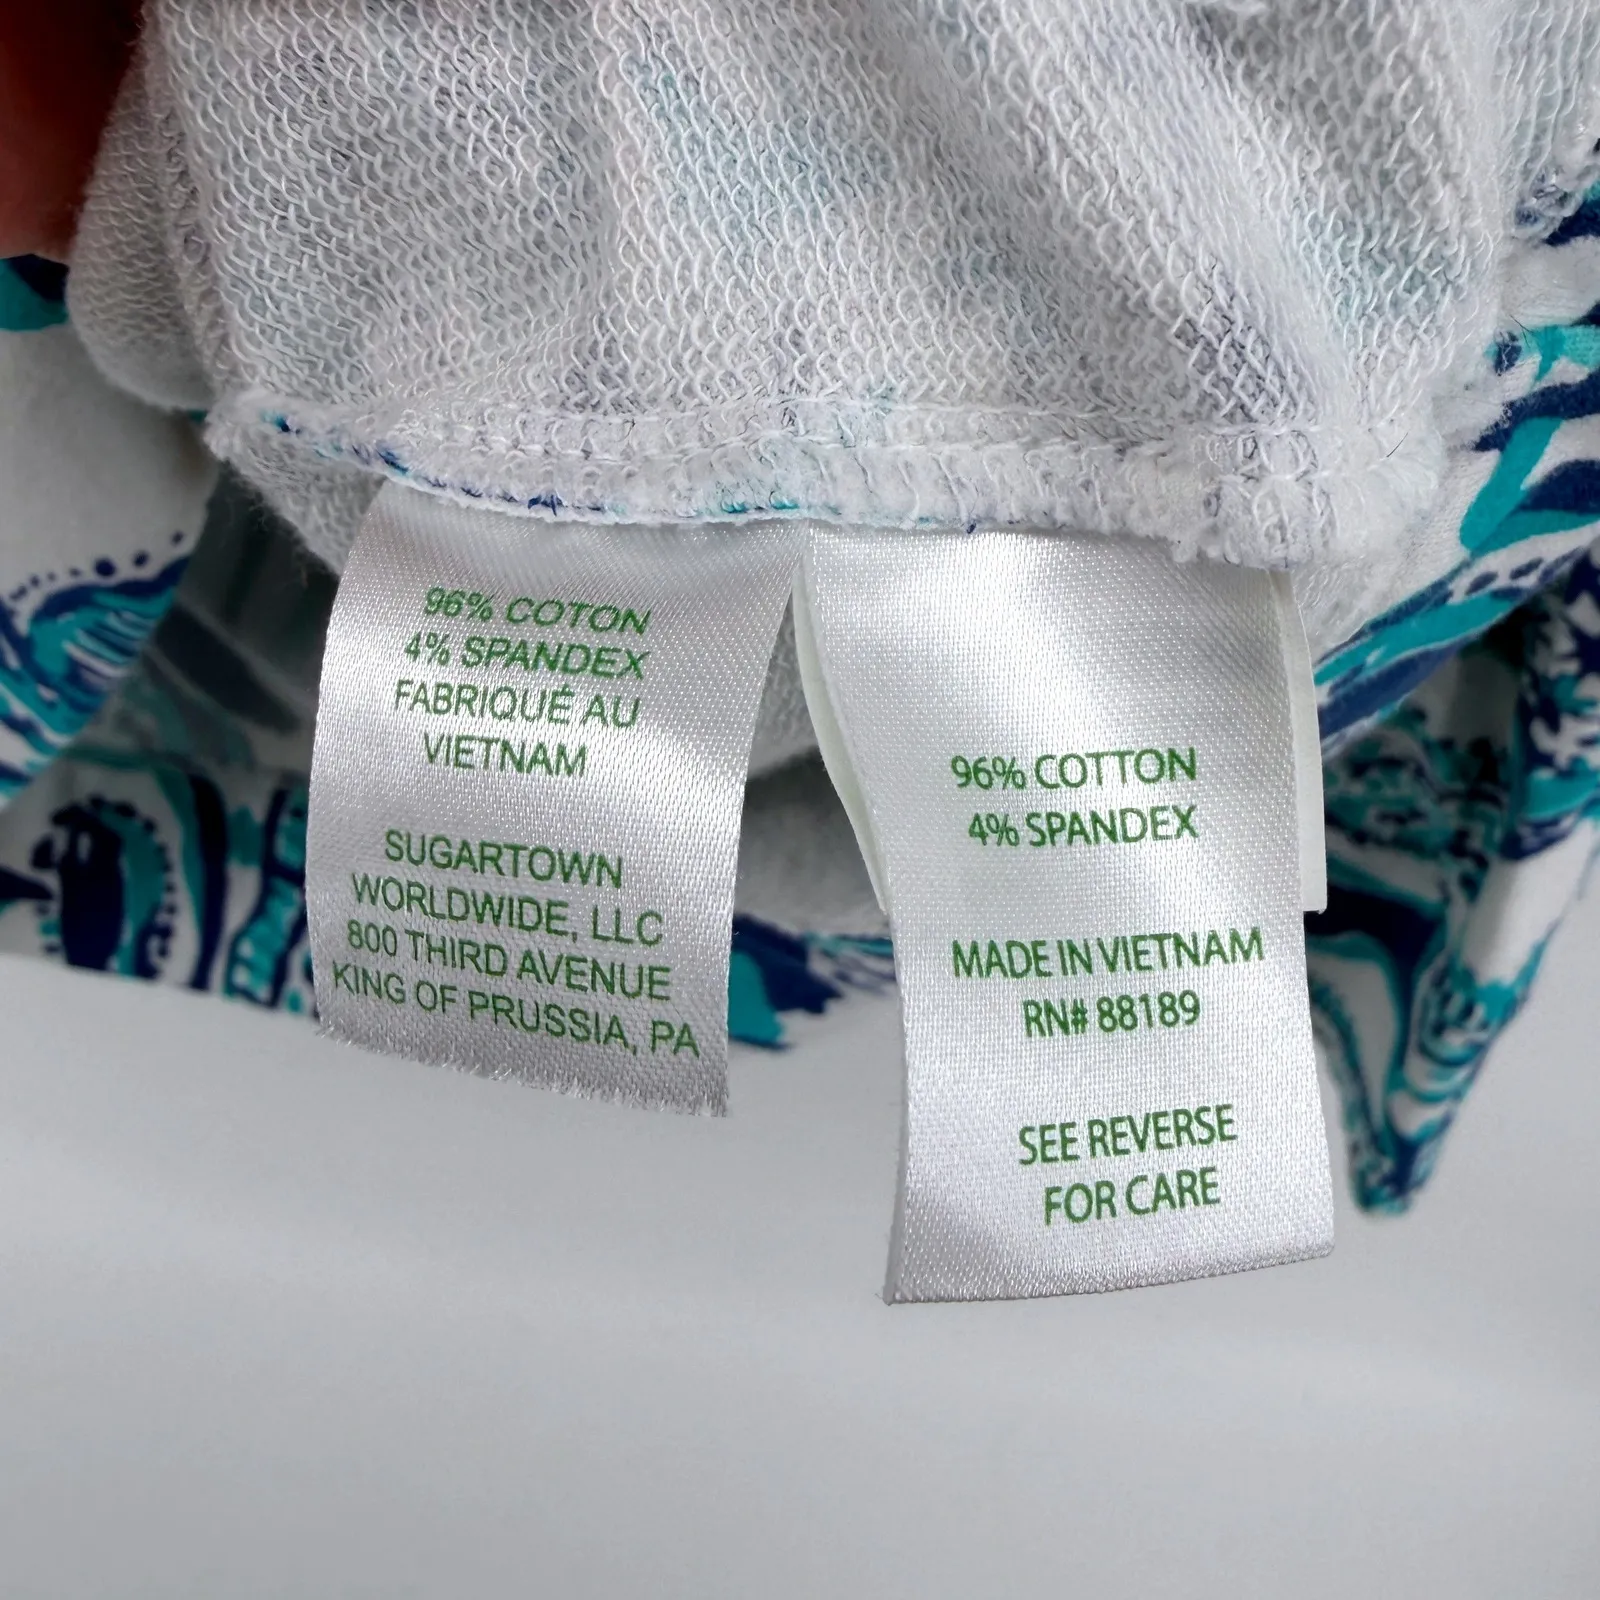 96% COTON
4% SPANDEX
FABRIQUÉ AU
VIETNAM
SUGARTOWN
WORLDWIDE, LLC
800 THIRD AVENUE
KING OF PRUSSIA, PA
96% COTTON
4% SPANDEX
MADE IN VIETNAM
RN# 88189
SEE REVERSE
FOR CARE